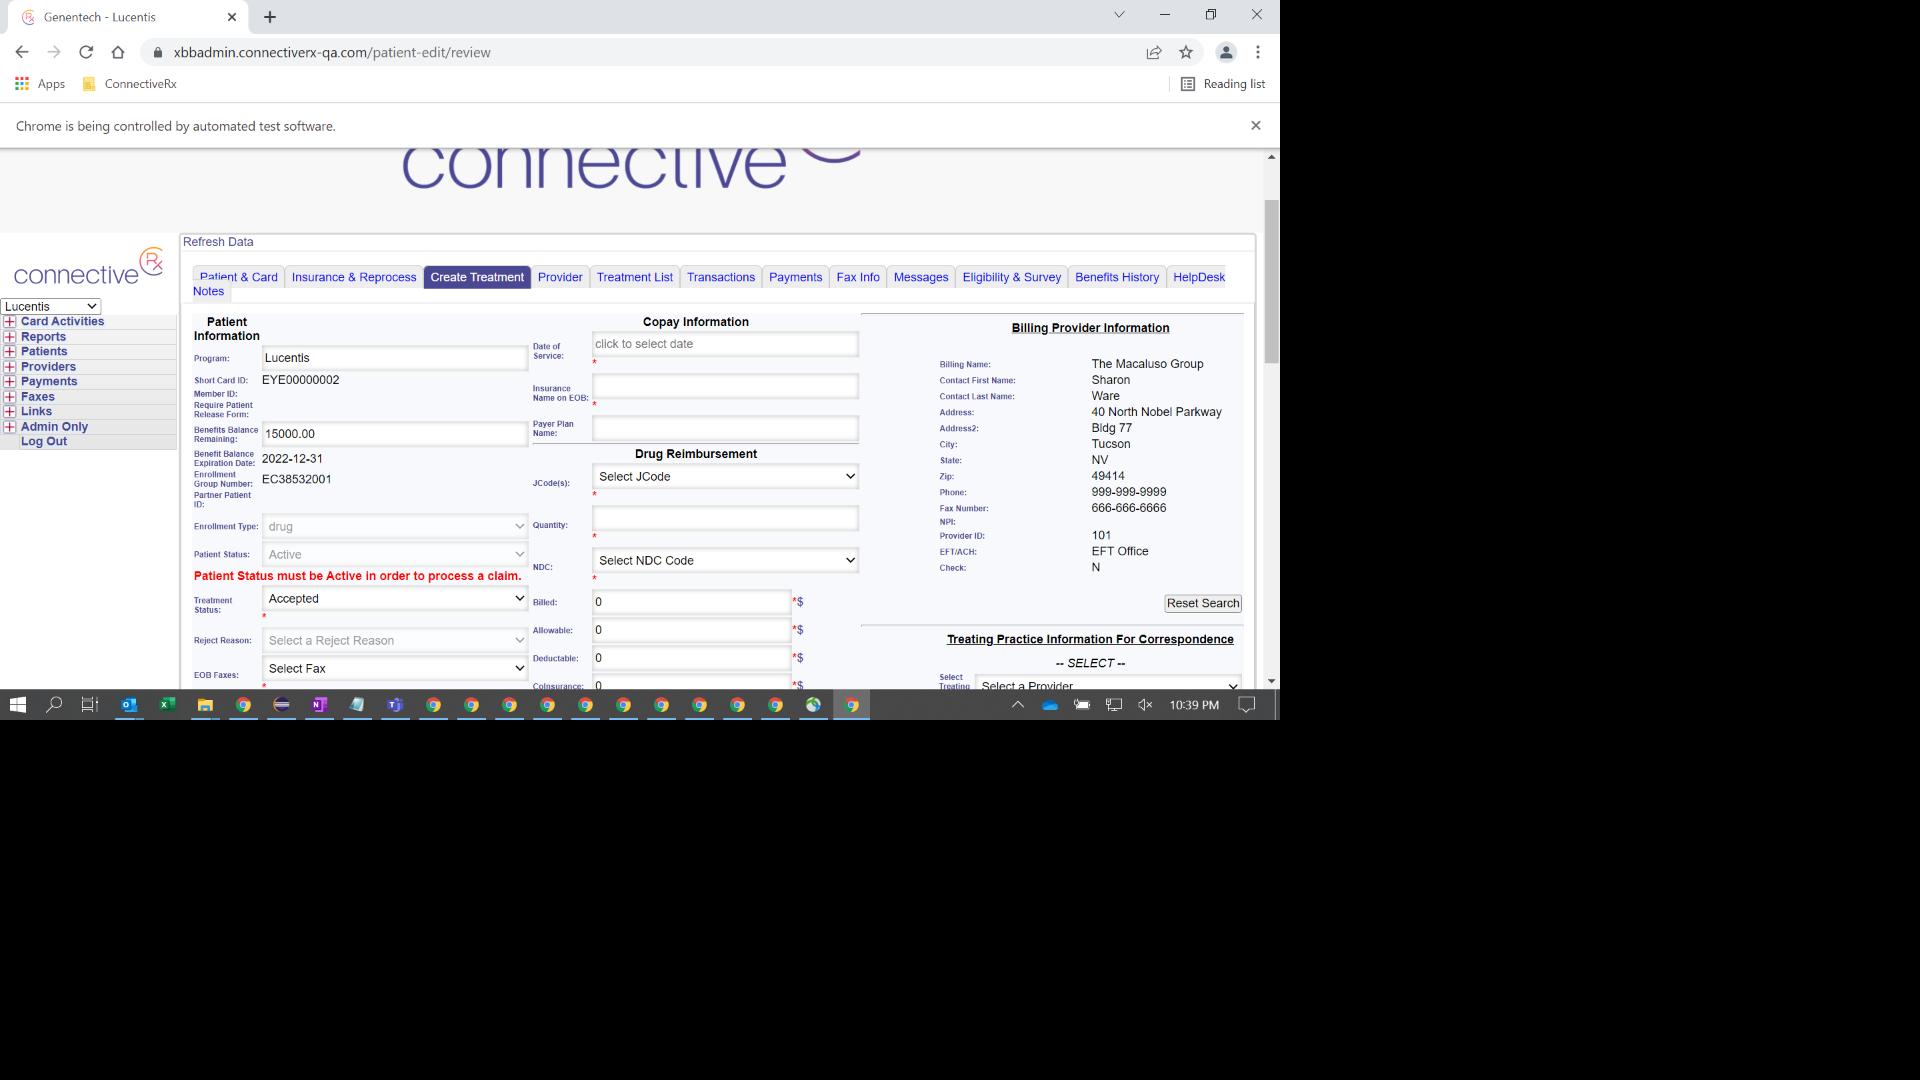 Genentech - Lucentis
xbbadmin.connectiverx-qa.com/patient-edit/review
Apps
ConnectiveRx
Reading list
Chrome is being controlled by automated test software.
connective
Refresh Data
connective Rx
Lucentis
Card Activities
Reports
Patients
Providers
Payments
Faxes
Links
Admin Only
Log Out
Patient & Card Insurance & Reprocess Create Treatment Provider Treatment List Transactions Payments Fax Info Messages Eligibility & Survey Benefits History HelpDesk
Notes
Patient
Information
Program: Lucentis
Short Card ID: EYE00000002
Member ID:
Require Patient
Release Form:
Benefits Balance
Remaining: 15000.00
Benefit Balance
Expiration Date: 2022-12-31
Enrollment
Group Number: EC38532001
Partner Patient
ID:
Enrollment Type: drug
Patient Status: Active
Patient Status must be Active in order to process a claim.
Treatment
Status: Accepted
*
Reject Reason: Select a Reject Reason
EOB Faxes: Select Fax
*
Copay Information
Date of
Service: click to select date
*
Insurance
Name on EOB:
*
Payer Plan
Name:
Drug Reimbursement
JCode(s): Select JCode
*
Quantity:
*
NDC: Select NDC Code
*
Billed: 0 *$
Allowable: 0 *$
Deductable: 0 *$
CoInsurance: 0 *$
Billing Provider Information
Billing Name: The Macaluso Group
Contact First Name: Sharon
Contact Last Name: Ware
Address: 40 North Nobel Parkway
Address2: Bldg 77
City: Tucson
State: NV
Zip: 49414
Phone: 999-999-9999
Fax Number: 666-666-6666
NPI:
Provider ID: 101
EFT/ACH: EFT Office
Check: N
Reset Search
Treating Practice Information For Correspondence
-- SELECT --
Select
Treating Select a Provider
10:39 PM